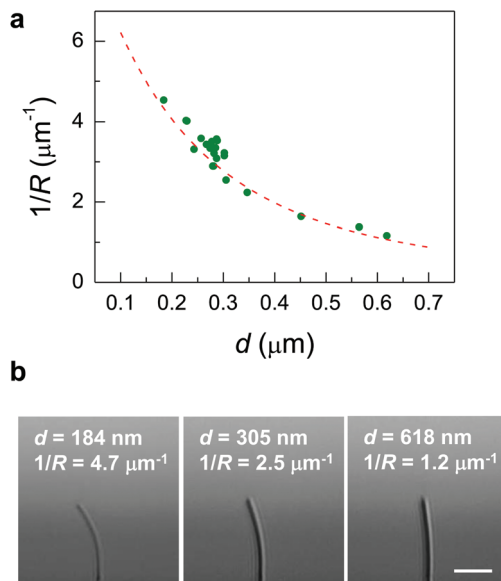 a
6
4
2
0
1/R (μm⁻¹)
0.1 0.2 0.3 0.4 0.5 0.6 0.7
d (μm)
b
d = 184 nm
1/R = 4.7 μm⁻¹
d = 305 nm
1/R = 2.5 μm⁻¹
d = 618 nm
1/R = 1.2 μm⁻¹